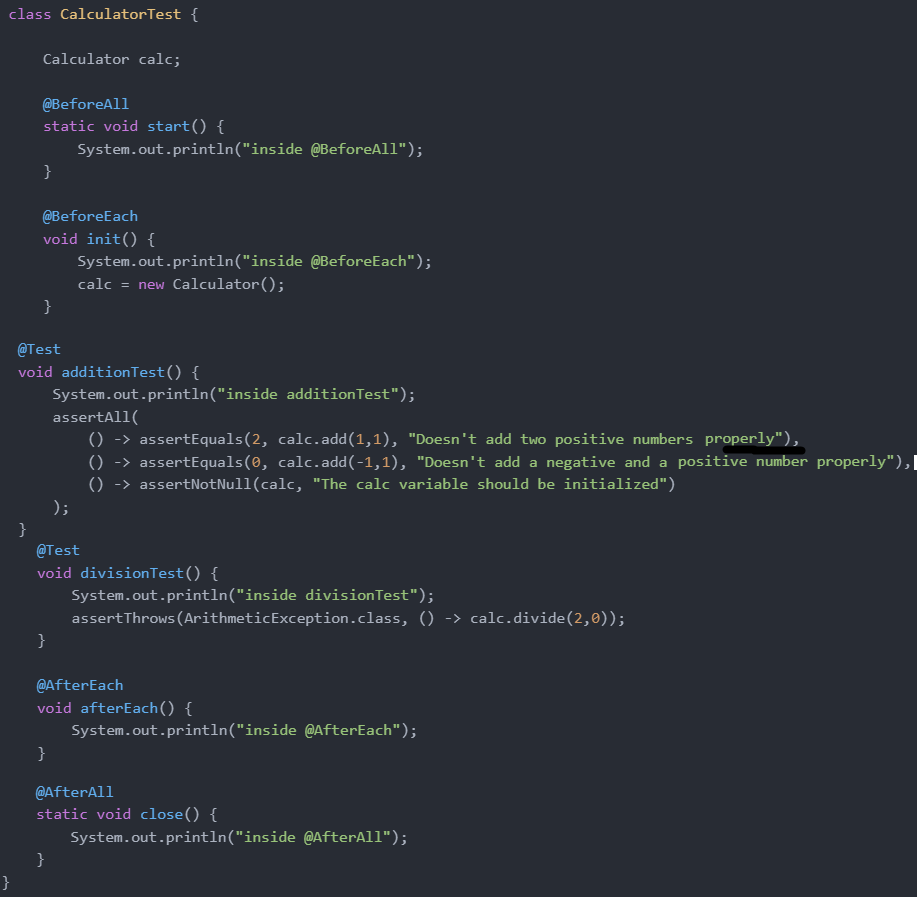 class CalculatorTest {
Calculator calc;
@BeforeAll
static void start() {
System.out.println("inside @BeforeAll");
}
@BeforeEach
void init() {
System.out.println("inside @BeforeEach");
calc = new Calculator();
}
@Test
void additionTest() {
System.out.println("inside additionTest");
assertAll(
() -> assertEquals(2, calc.add(1,1), "Doesn't add two positive numbers properly"),
() -> assertEquals(0, calc.add(-1,1), "Doesn't add a negative and a positive number properly"),
() -> assertNotNull(calc, "The calc variable should be initialized")
);
}
@Test
void divisionTest() {
System.out.println("inside divisionTest");
assertThrows(ArithmeticException.class, () -> calc.divide(2,0));
}
@AfterEach
void afterEach() {
System.out.println("inside @AfterEach");
}
@AfterAll
static void close() {
System.out.println("inside @AfterAll");
}
}